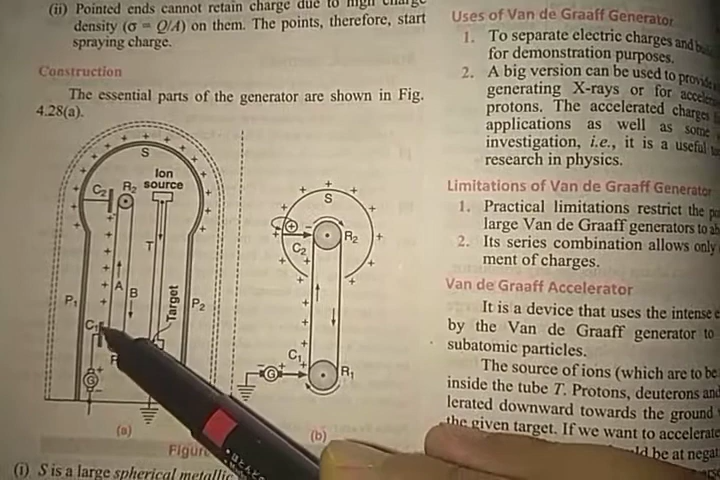 (ii) Pointed ends cannot retain charge due to high charge
density (σ = Q/A) on them. The points, therefore, start
spraying charge.
Construction
The essential parts of the generator are shown in Fig.
4.28(a).
S
Ion
source
C2
R2
T
A
B
P1
P2
Target
C1
G
(a)
S
C2
R2
C1
G
R1
(b)
Figure
(i) S is a large spherical metallic
Uses of Van de Graaff Generator
1. To separate electric charges and
for demonstration purposes.
2. A big version can be used to provide
generating X-rays or for
protons. The accelerated charges
applications as well as some
investigation, i.e., it is a useful
research in physics.
Limitations of Van de Graaff Generator
1. Practical limitations restrict the
large Van de Graaff generators to
2. Its series combination allows only
ment of charges.
Van de Graaff Accelerator
It is a device that uses the intense
by the Van de Graaff generator to
subatomic particles.
The source of ions (which are to be
inside the tube T. Protons, deuterons and
lerated downward towards the ground
the given target. If we want to accelerate
be at